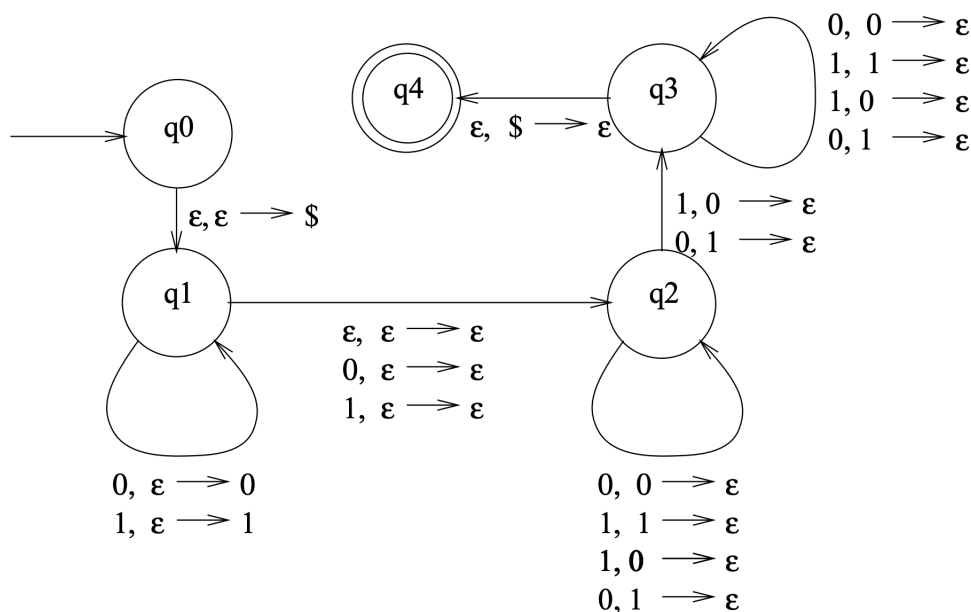 q0
ε, ε → $
q1
0, ε → 0
1, ε → 1
ε, ε → ε
0, ε → ε
1, ε → ε
q2
0, 0 → ε
1, 1 → ε
1, 0 → ε
0, 1 → ε
1, 0 → ε
0, 1 → ε
q3
0, 0 → ε
1, 1 → ε
1, 0 → ε
0, 1 → ε
ε, $ → ε
q4